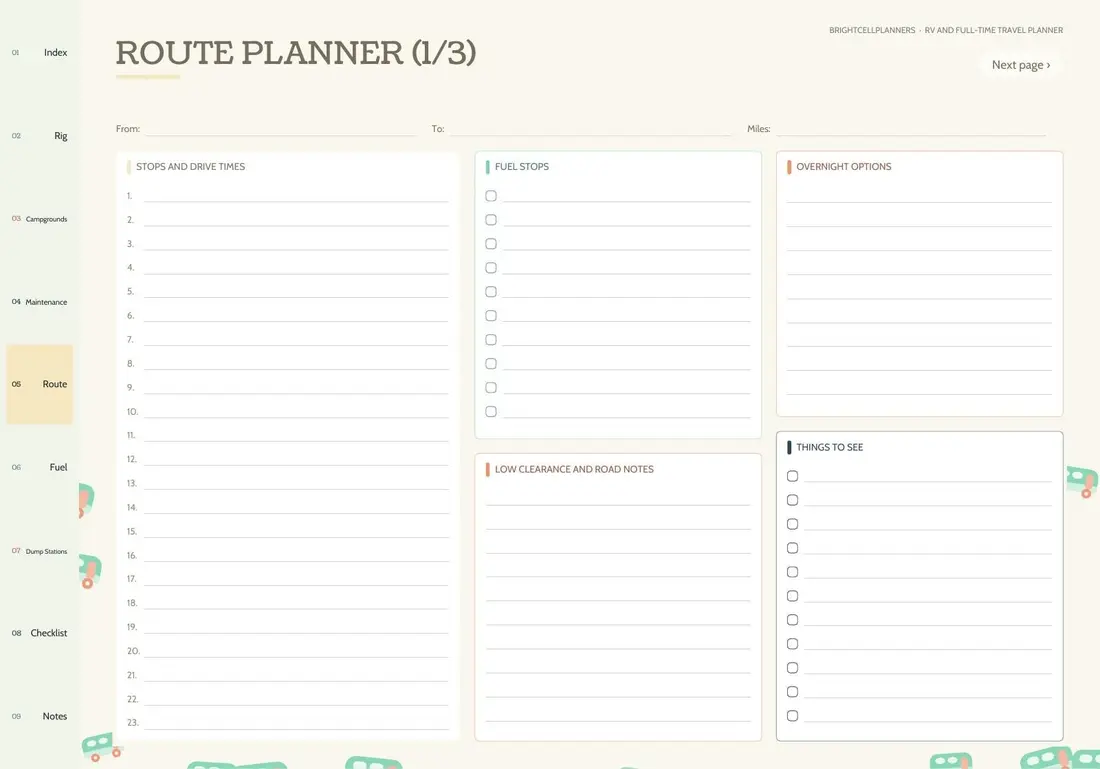 01 Index
02 Rig
03 Campgrounds
04 Maintenance
05 Route
06 Fuel
07 Dump Stations
08 Checklist
09 Notes
ROUTE PLANNER (1/3)
BRIGHTCELLPLANNERS · RV AND FULL-TIME TRAVEL PLANNER
Next page ›
From:
To:
Miles:
STOPS AND DRIVE TIMES
1.
2.
3.
4.
5.
6.
7.
8.
9.
10.
11.
12.
13.
14.
15.
16.
17.
18.
19.
20.
21.
22.
23.
FUEL STOPS
LOW CLEARANCE AND ROAD NOTES
OVERNIGHT OPTIONS
THINGS TO SEE